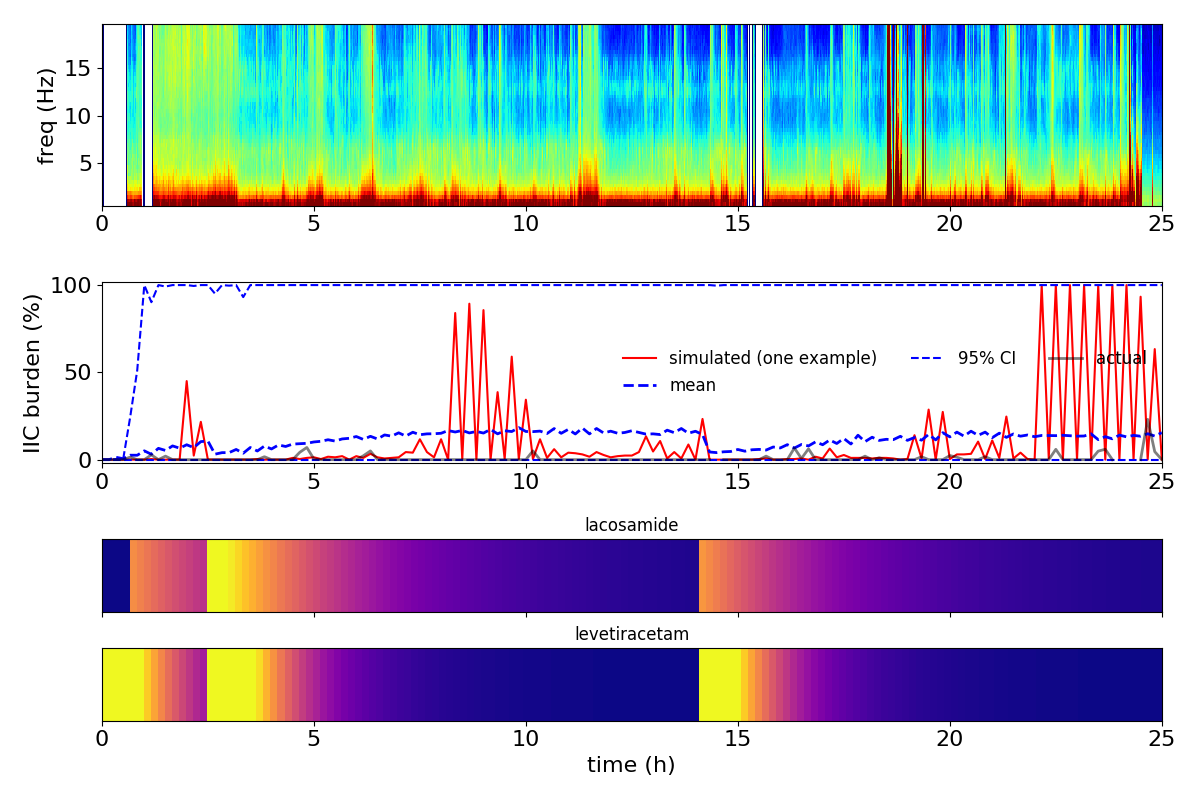 freq (Hz)
15
10
5
0 5 10 15 20 25
IIC burden (%)
100
50
0
simulated (one example) 95% CI actual
mean
0 5 10 15 20 25
lacosamide
levetiracetam
0 5 10 15 20 25
time (h)